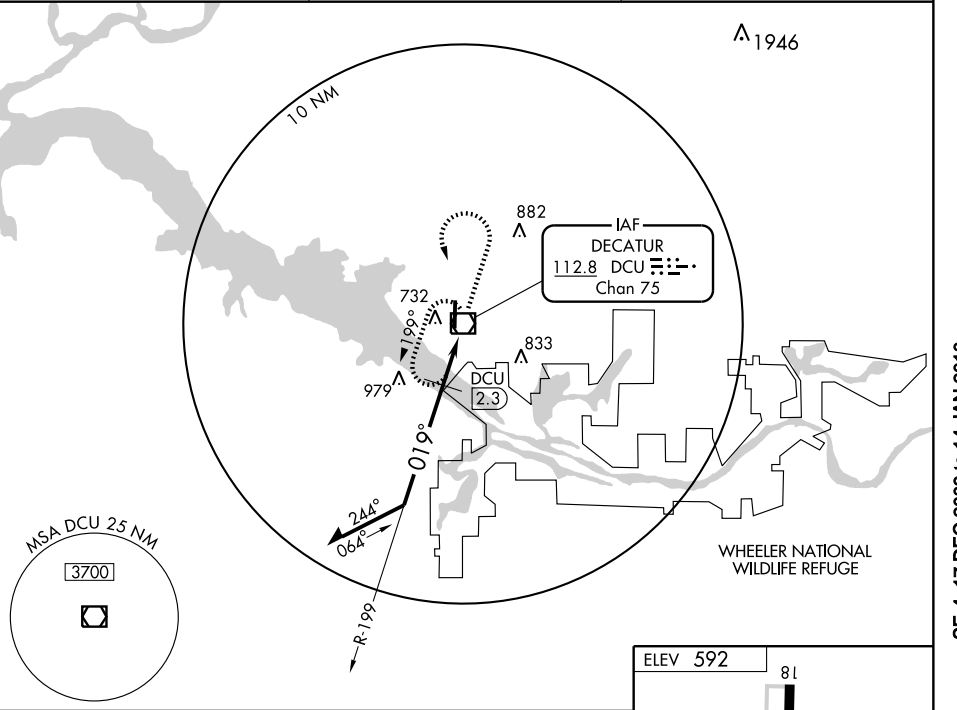 1946
10 NM
882
IAF
DECATUR
112.8 DCU
Chan 75
732
199°
833
979
DCU
2.3
019°
244°
064°
MSA DCU 25 NM
3700
WHEELER NATIONAL
WILDLIFE REFUGE
R-199
ELEV 592
18